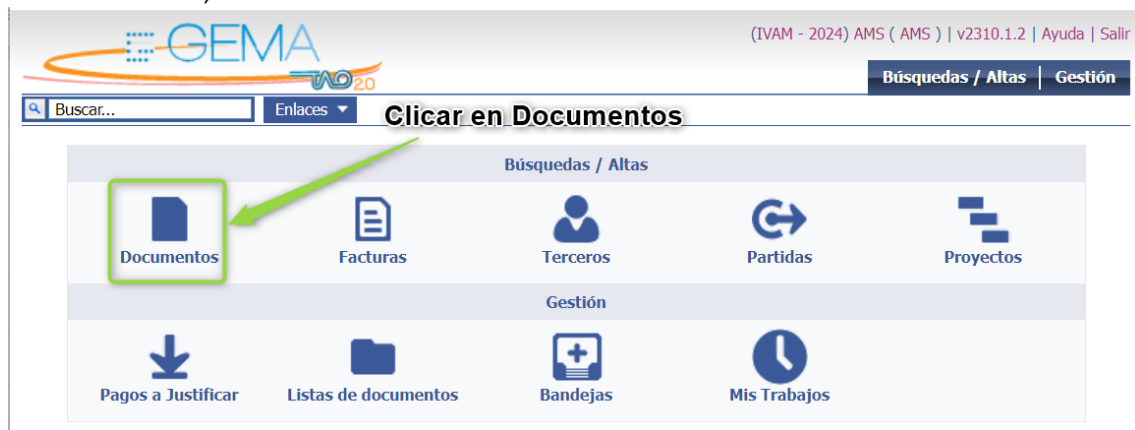 GEMA
TAO 2.0
(IVAM - 2024) AMS ( AMS ) | v2310.1.2 | Ayuda | Salir
Búsquedas / Altas | Gestión
Buscar...
Enlaces
Clicar en Documentos
Búsquedas / Altas
Documentos Facturas Terceros Partidas Proyectos
Gestión
Pagos a Justificar Listas de documentos Bandejas Mis Trabajos